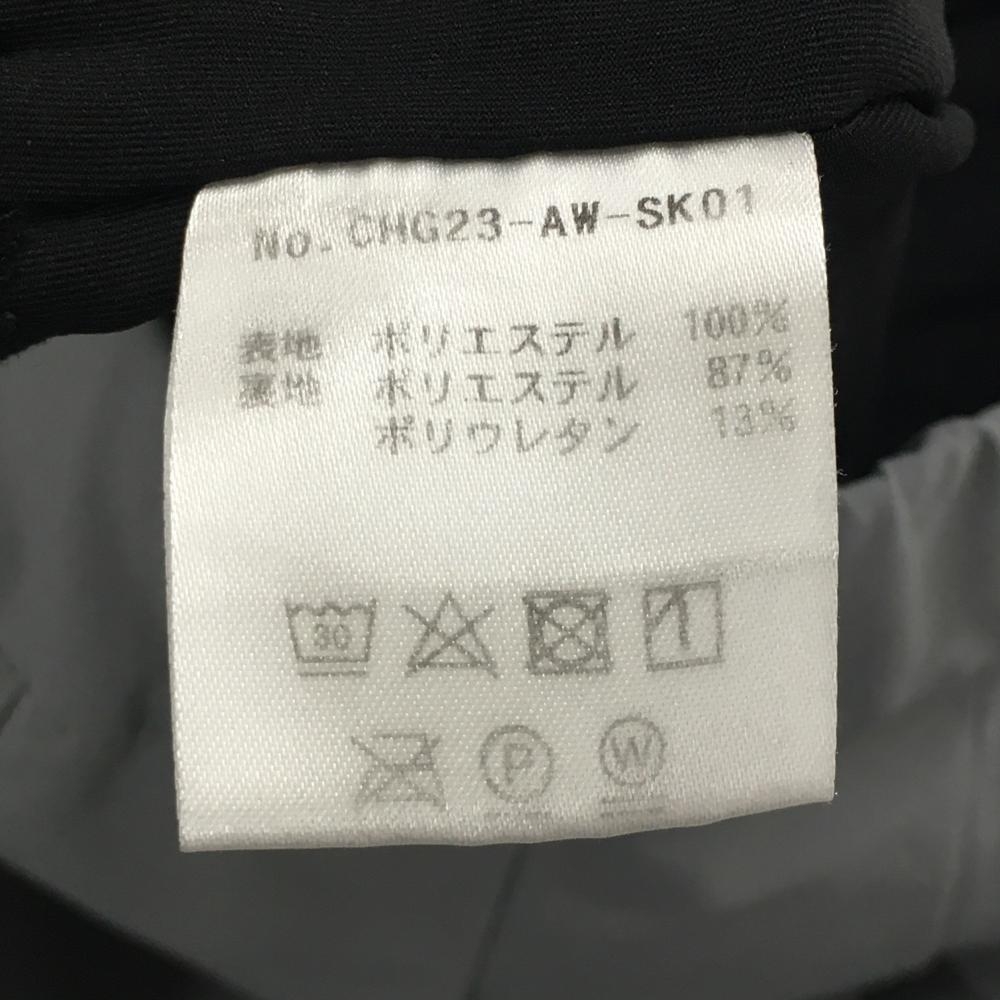 No.CHG23-AW-SK01
表地 ポリエステル 100%
裏地 ポリエステル 87%
ポリウレタン 13%
30
P W